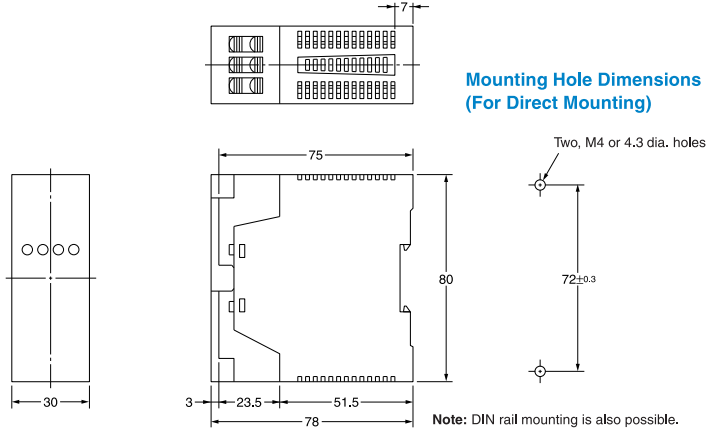 7
Mounting Hole Dimensions
(For Direct Mounting)
Two, M4 or 4.3 dia. holes
75
80
72±0.3
30
3
23.5
51.5
78
Note: DIN rail mounting is also possible.